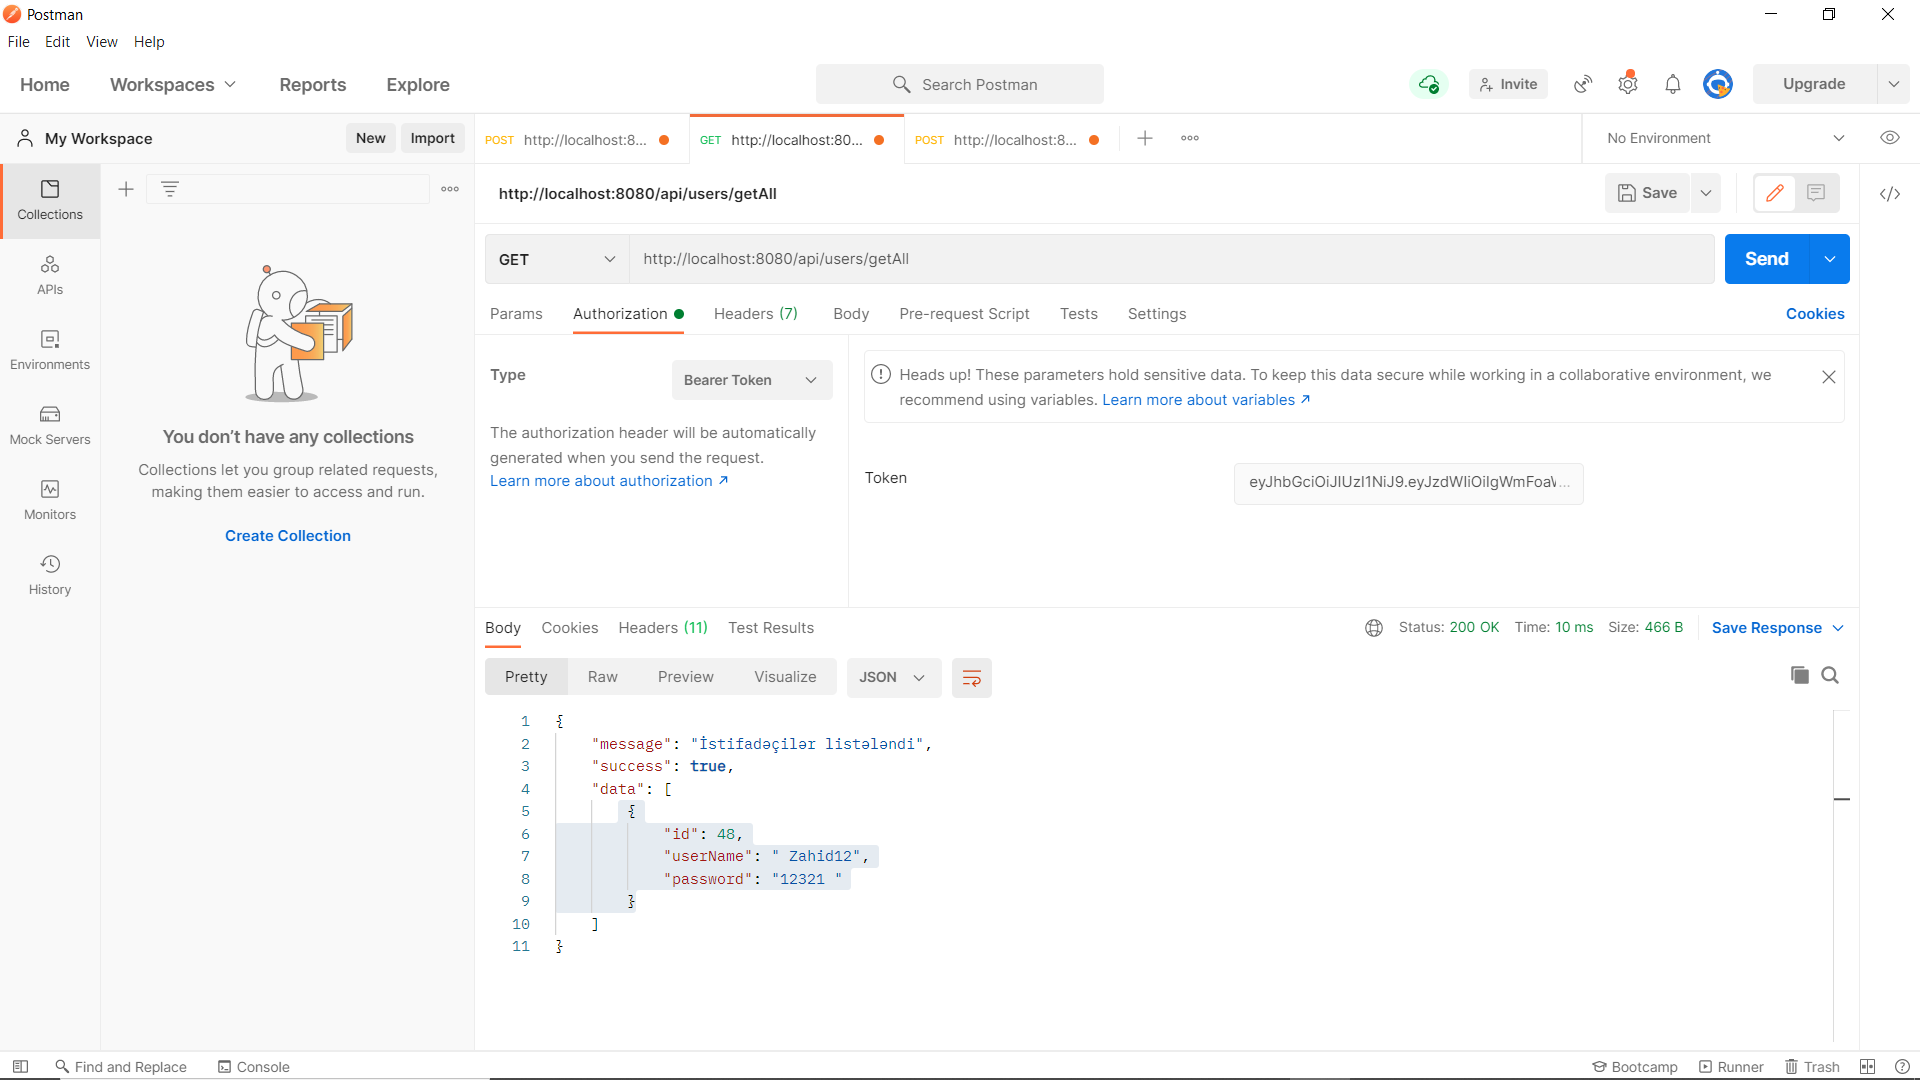 Postman
File Edit View Help
Home Workspaces Reports Explore
Search Postman
Invite
Upgrade
My Workspace
New Import
POST http://localhost:8...
GET http://localhost:80...
POST http://localhost:8...
No Environment
Collections
APIs
Environments
Mock Servers
Monitors
History
You don’t have any collections
Collections let you group related requests,
making them easier to access and run.
Create Collection
http://localhost:8080/api/users/getAll
Save
GET http://localhost:8080/api/users/getAll
Send
Params Authorization Headers (7) Body Pre-request Script Tests Settings
Cookies
Type
Bearer Token
The authorization header will be automatically
generated when you send the request.
Learn more about authorization ↗
Heads up! These parameters hold sensitive data. To keep this data secure while working in a collaborative environment, we
recommend using variables. Learn more about variables ↗
Token
Body Cookies Headers (11) Test Results
Status: 200 OK Time: 10 ms Size: 466 B
Save Response
Pretty Raw Preview Visualize
JSON
1 {
2 "message": "İstifadəçilər listələndi",
3 "success": true,
4 "data": [
5 {
6 "id": 48,
7 "userName": " Zahid12",
8 "password": "12321 "
9 }
10 ]
11 }
Find and Replace Console
Bootcamp Runner Trash